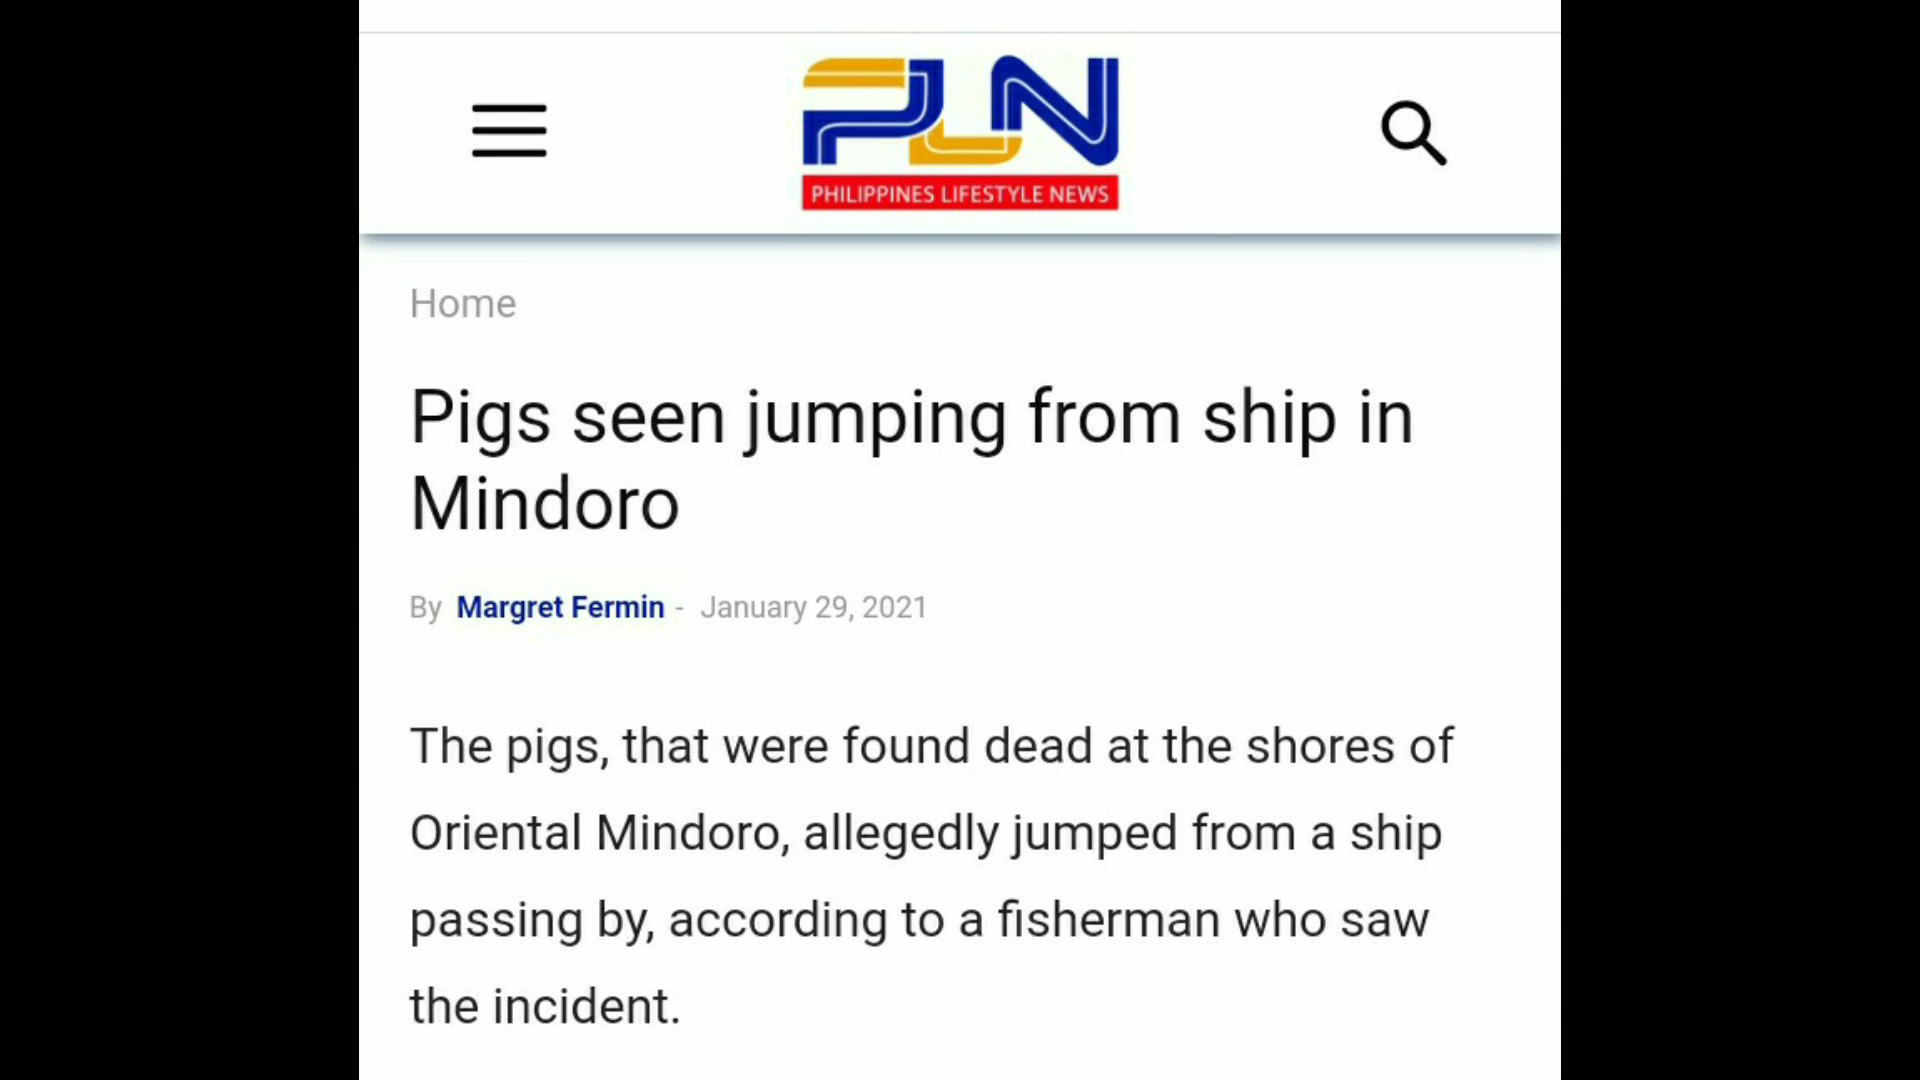 PLN
PHILIPPINES LIFESTYLE NEWS
Home
Pigs seen jumping from ship in
Mindoro
By Margret Fermin - January 29, 2021
The pigs, that were found dead at the shores of
Oriental Mindoro, allegedly jumped from a ship
passing by, according to a fisherman who saw
the incident.